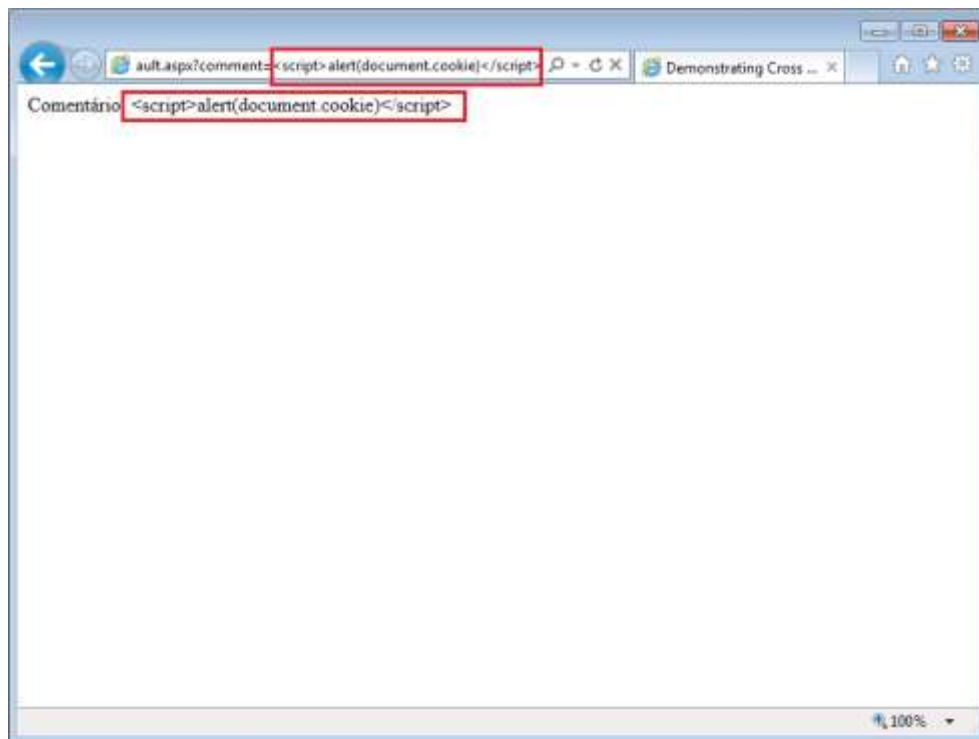 ault.aspx?comment=<script>alert(document.cookie)</script>
Demonstrating Cross ...
Comentário <script>alert(document.cookie)</script>
100%